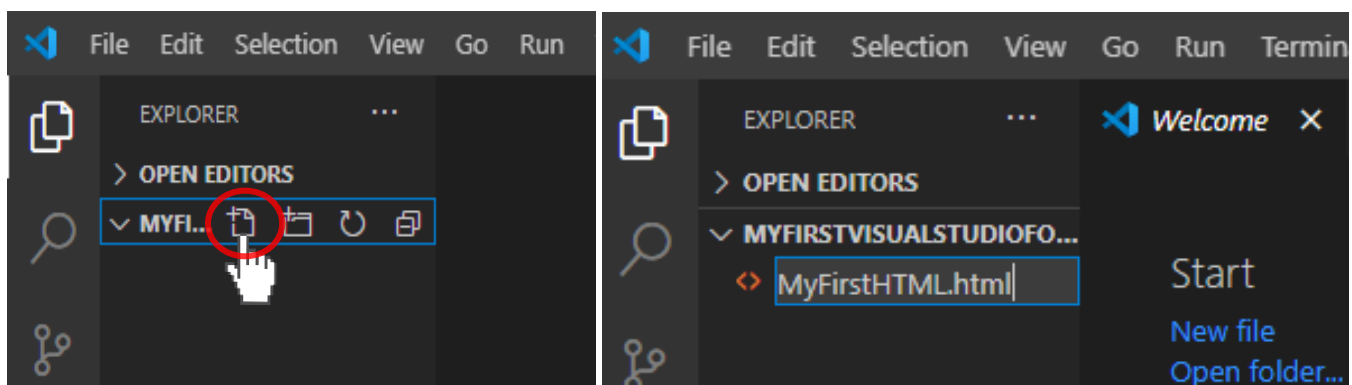 File Edit Selection View Go Run
EXPLORER ...
OPEN EDITORS
MYFI...
File Edit Selection View Go Run Termin
EXPLORER ... Welcome
OPEN EDITORS
MYFIRSTVISUALSTUDIOFO...
MyFirstHTML.html
Start
New file
Open folder...